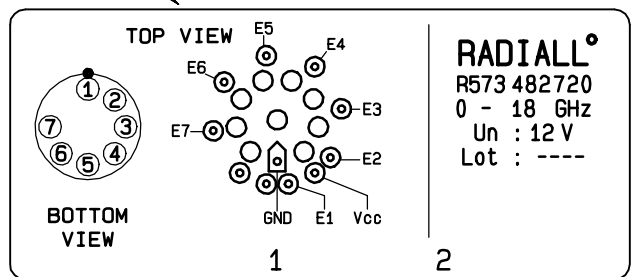 TOP VIEW
E5
E4
E6
E3
E7
E2
GND E1 Vcc
1
2
3
4
5
6
7
BOTTOM
VIEW
1
2
RADIALL°
R573 482720
0 - 18 GHz
Un : 12 V
Lot : ----